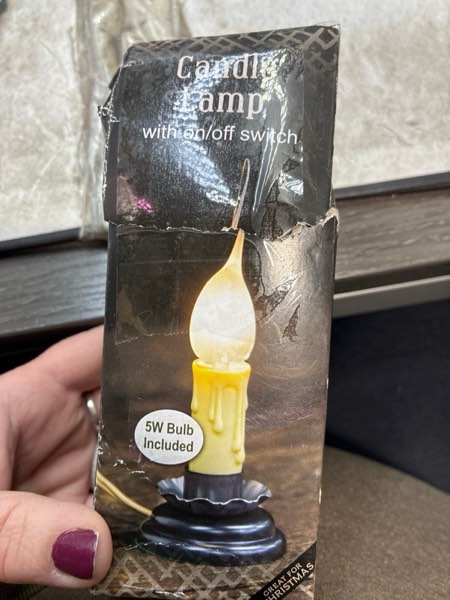 Candle
Lamp
with on/off switch
5W Bulb
Included
GREAT FOR
CHRISTMAS